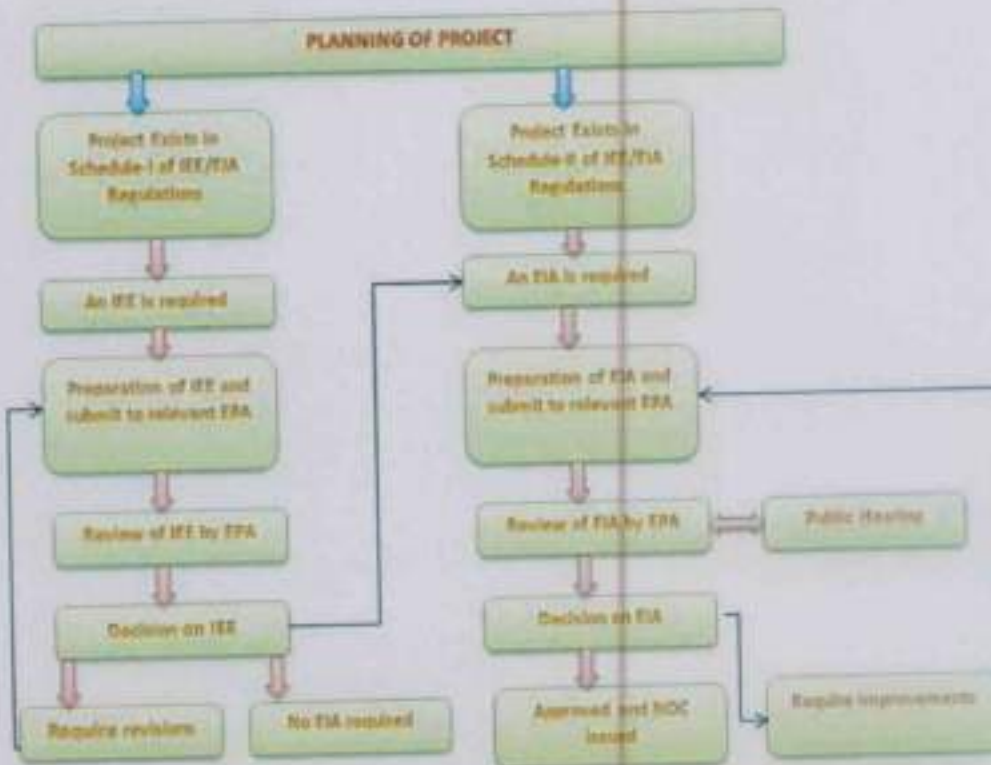 PLANNING OF PROJECT
Project Exists in
Schedule-I of IEE/EIA
Regulations
Project Exists in
Schedule-II of IEE/EIA
Regulations
An IEE is required
An EIA is required
Preparation of IEE and
submit to relevant EPA
Preparation of EIA and
submit to relevant EPA
Review of IEE by EPA
Review of EIA by EPA
Public Hearing
Decision on IEE
Decision on EIA
Require revisions
No EIA required
Approved and NOC
issued
Require improvements